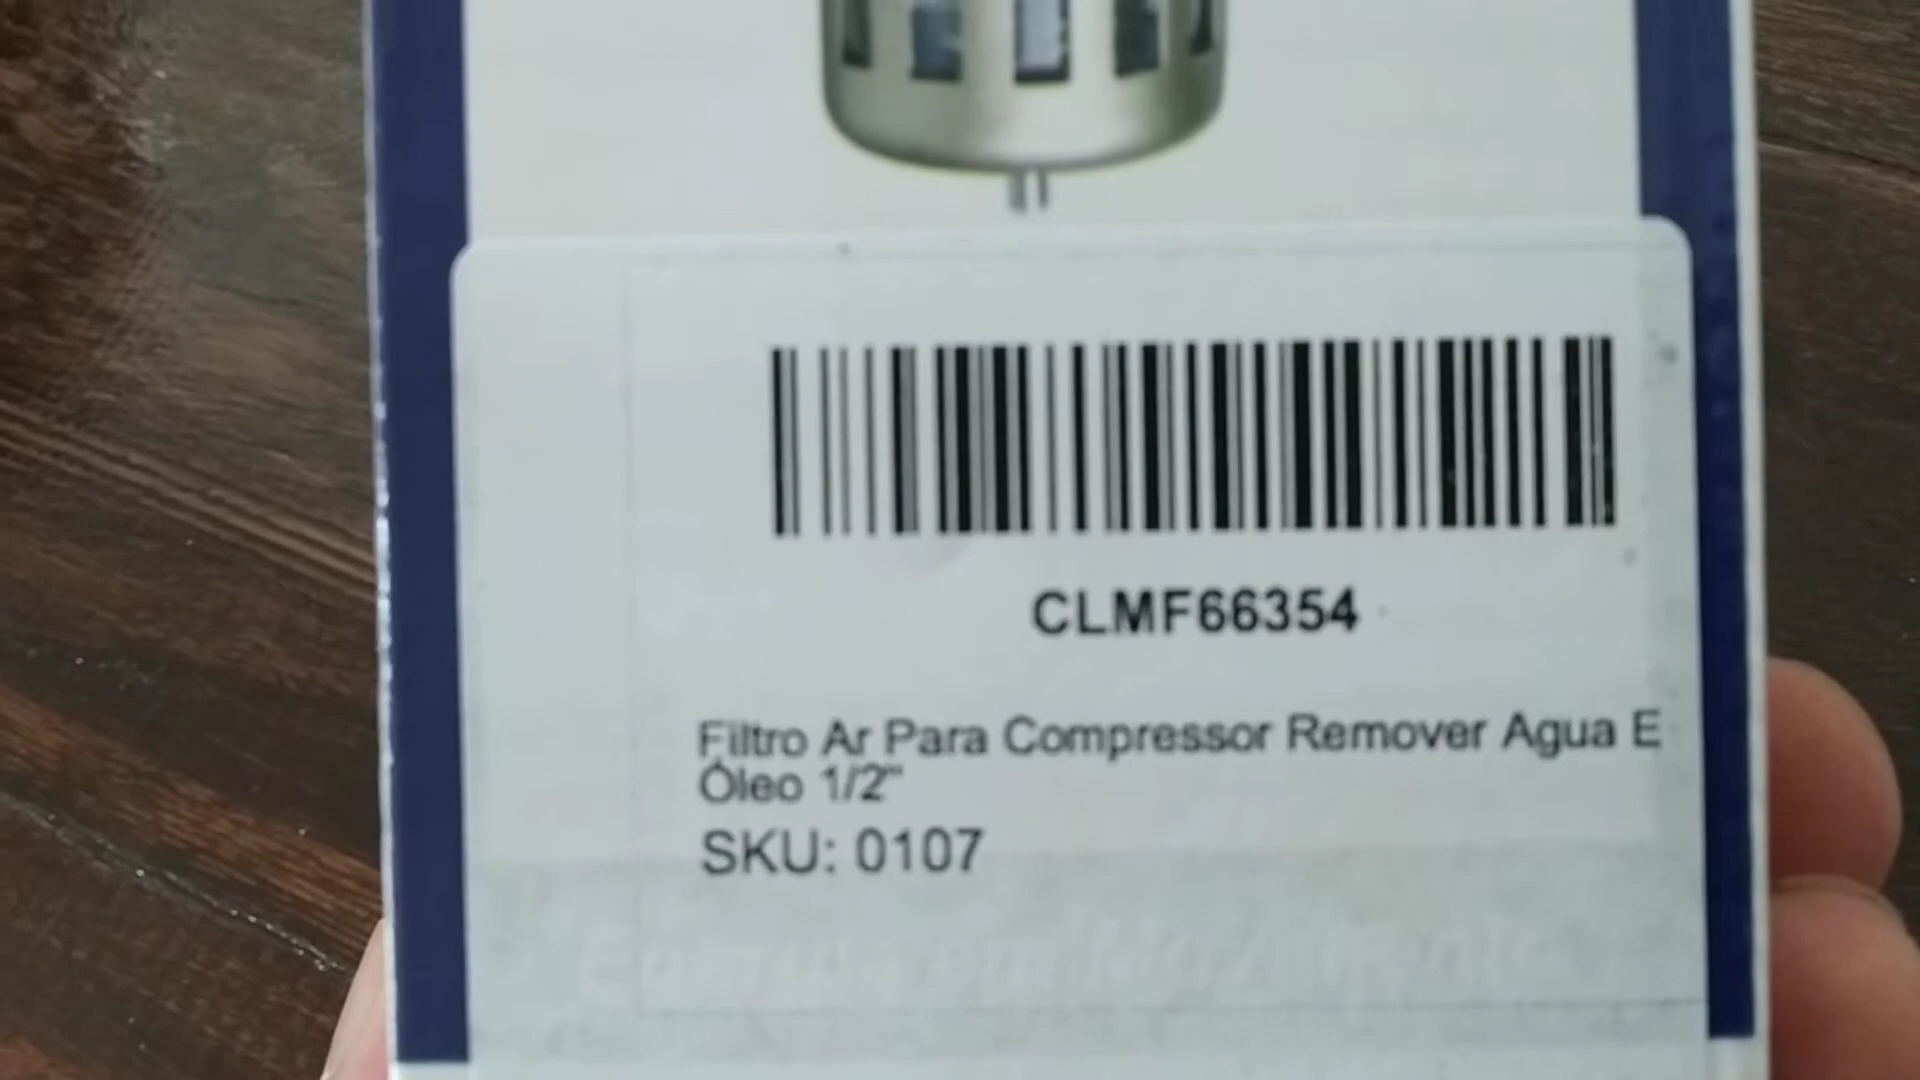 CLMF66354
Filtro Ar Para Compressor Remover Agua E
Óleo 1/2"
SKU: 0107